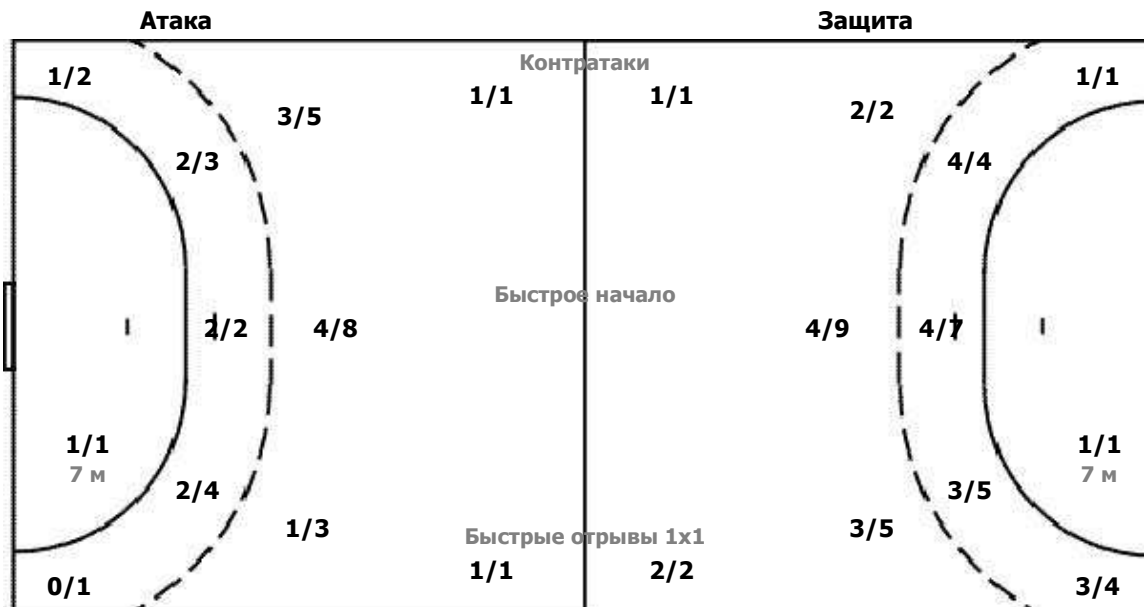 Атака Защита
Контратаки
1/2 1/1 1/1 1/1
3/5 2/2
2/3 4/4
Быстрое начало
2/2 4/8 4/9 4/7
1/1 1/1
7 м 7 м
2/4 3/5
1/3 Быстрые отрывы 1х1 3/5
1/1 2/2
0/1 3/4